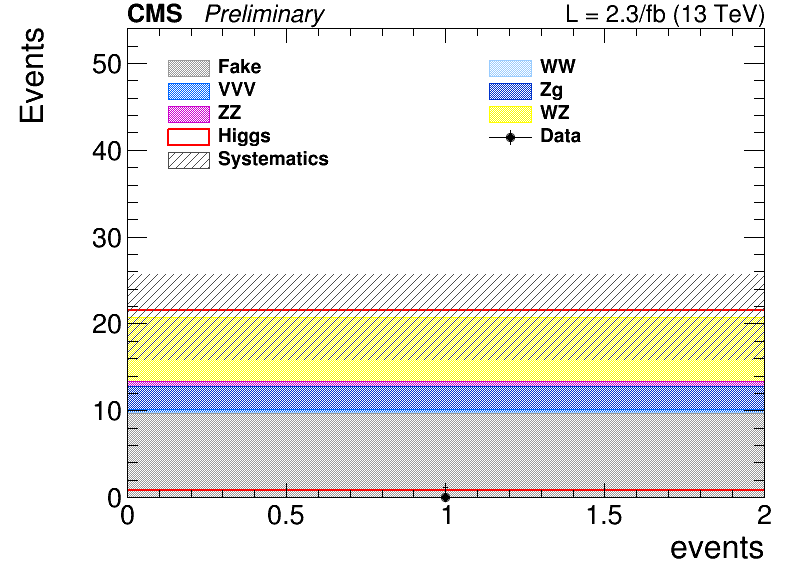 CMS Preliminary L = 2.3/fb (13 TeV)
Events
50
40
30
20
10
0
Fake WW
VVV Zg
ZZ WZ
Higgs Data
Systematics
0 0.5 1 1.5 2
events